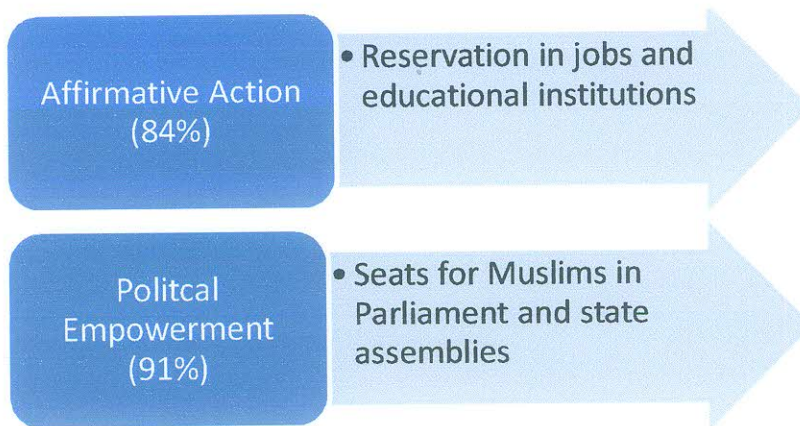 Affirmative Action
(84%)
• Reservation in jobs and
educational institutions
Politcal
Empowerment
(91%)
• Seats for Muslims in
Parliament and state
assemblies